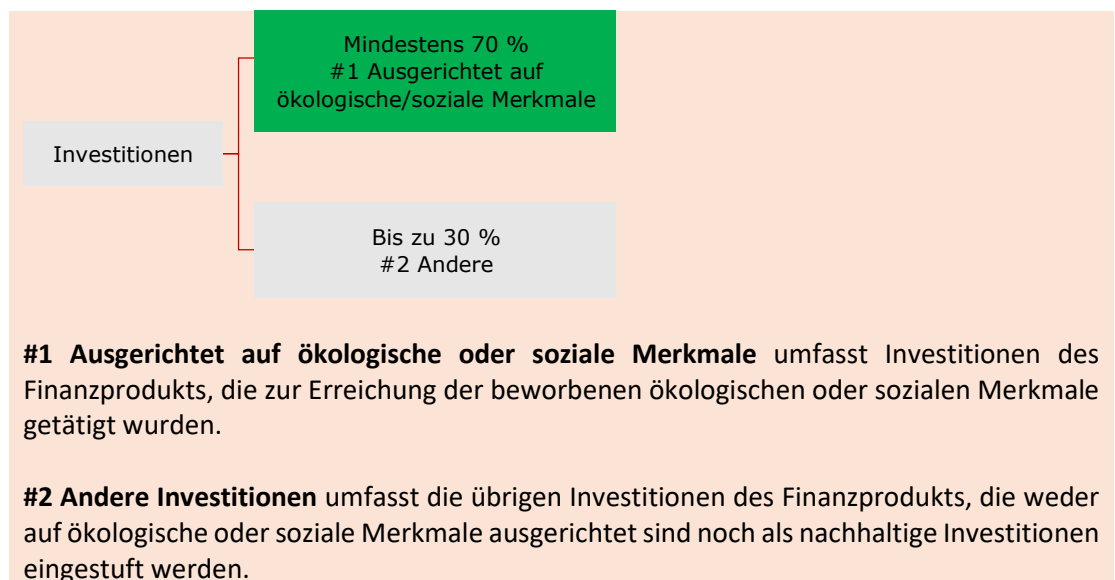 Mindestens 70 %
#1 Ausgerichtet auf
ökologische/soziale Merkmale
Investitionen
Bis zu 30 %
#2 Andere
#1 Ausgerichtet auf ökologische oder soziale Merkmale umfasst Investitionen des
Finanzprodukts, die zur Erreichung der beworbenen ökologischen oder sozialen Merkmale
getätigt wurden.
#2 Andere Investitionen umfasst die übrigen Investitionen des Finanzprodukts, die weder
auf ökologische oder soziale Merkmale ausgerichtet sind noch als nachhaltige Investitionen
eingestuft werden.